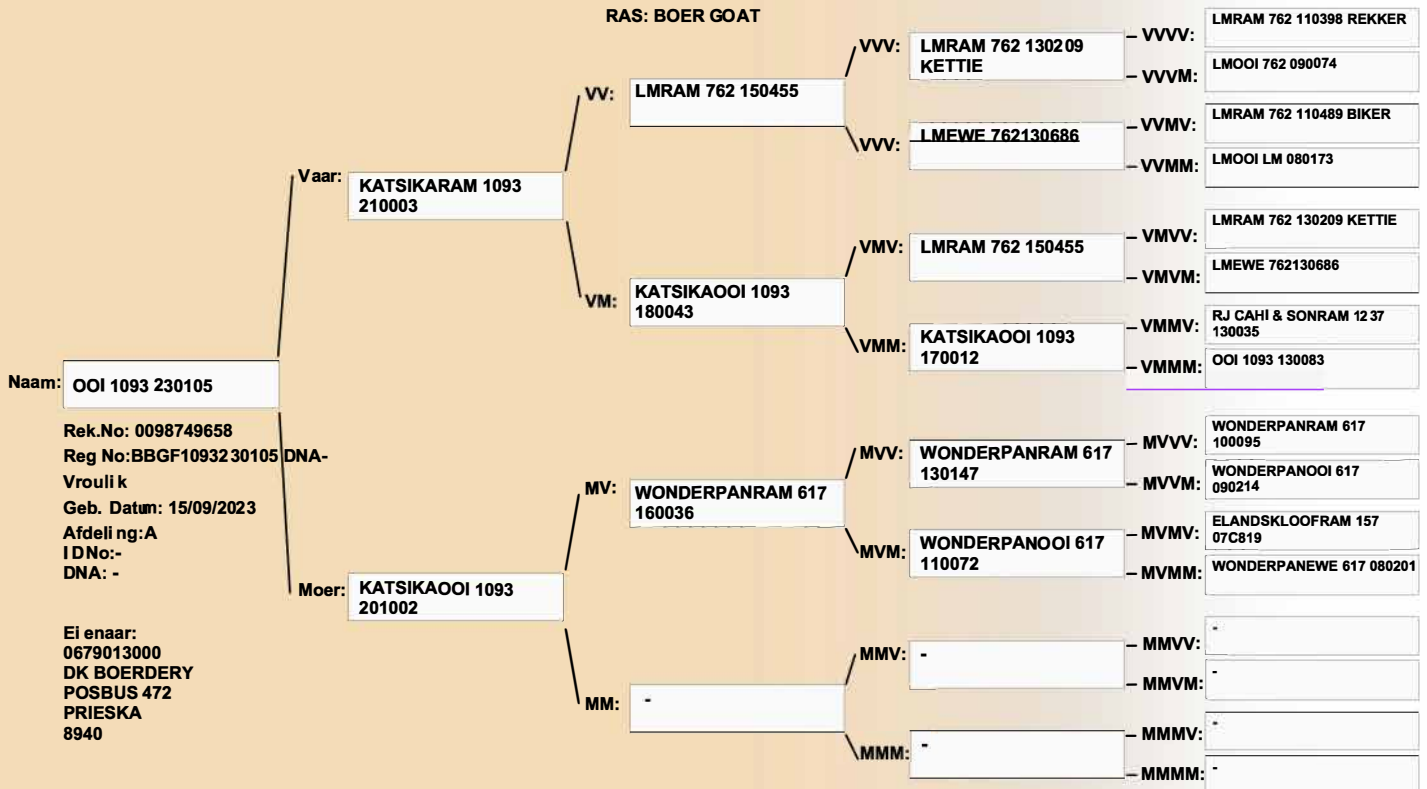 RAS: BOER GOAT
Naam:
OOI 1093 230105
Rek.No: 0098749658
Reg No:BBGF109323 0105 DNA-
Vroulik
Geb. Datum: 15/09/2023
Afdeling:A
IDNo:-
DNA: -
Eienaar:
0679013000
DK BOERDERY
POSBUS 472
PRIESKA
8940
Vaar:
KATSIKARAM 1093
210003
Moer:
KATSIKAOOI 1093
201002
VV:
LMRAM 762 150455
VM:
KATSIKAOOI 1093
180043
MV:
WONDERPANRAM 617
160036
MM:
-
VVV:
LMRAM 762 130209
KETTIE
VVV:
LMEWE 762130686
VMV:
LMRAM 762 150455
VMM:
KATSIKAOOI 1093
170012
MVV:
WONDERPANRAM 617
130147
MVM:
WONDERPANOOI 617
110072
MMV:
-
MMM:
-
VVVV:
LMRAM 762 110398 REKKER
VVVM:
LMOOI 762 090074
VVMV:
LMRAM 762 110489 BIKER
VVMM:
LMOOI LM 080173
VMVV:
LMRAM 762 130209 KETTIE
VMVM:
LMEWE 762130686
VMMV:
RJ CAHI & SONRAM 1237
130035
VMMM:
OOI 1093 130083
MVVV:
WONDERPANRAM 617
100095
MVVM:
WONDERPANOOI 617
090214
MVMV:
ELANDSKLOOFRAM 157
07C819
MVMM:
WONDERPANEWE 617 080201
MMVV:
-
MMVM:
-
MMMV:
-
MMMM:
-